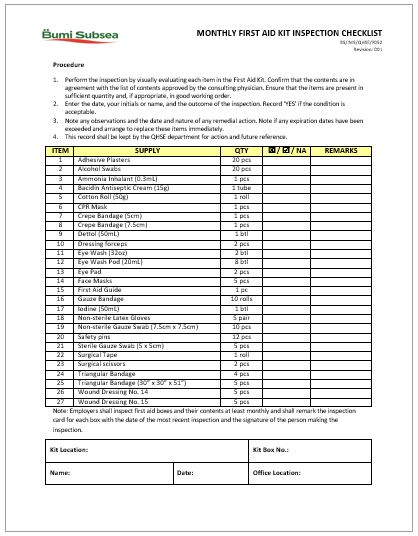 Bumi Subsea
MONTHLY FIRST AID KIT INSPECTION CHECKLIST
Revision: 001
Procedure
1. Perform the inspection by visually evaluating each item in the First Aid Kit. Confirm that the contents are in
agreement with the list of contents approved by the consulting physician. Ensure that the items are present in
sufficient quantity and, if appropriate, in good working order.
2. Enter the date, your initials or name, and the outcome of the inspection. Record 'YES' if the condition is
acceptable.
3. Note any observations and the date and nature of any remedial action. Note if any expiration dates have
been exceeded and arrange to replace these items immediately.
4. This record shall be kept by the QHSE department for action and future reference.
ITEM SUPPLY QTY ☒ / ☑ / NA REMARKS
1 Adhesive Plasters 20 pcs
2 Alcohol Swabs 20 pcs
3 Ammonia Inhalant (0.3mL) 1 pcs
4 Bacidin Antiseptic Cream (15g) 1 tube
5 Cotton Roll (50g) 1 roll
6 CPR Mask 1 pcs
7 Crepe Bandage (5cm) 1 pcs
8 Crepe Bandage (7.5cm) 1 pcs
9 Dettol (50mL) 1 btl
10 Dressing forceps 2 pcs
11 Eye Wash (32oz) 2 btl
12 Eye Wash Pod (20mL) 8 btl
13 Eye Pad 2 pcs
14 Face Masks 5 pcs
15 First Aid Guide 1 pc
16 Gauze Bandage 10 rolls
17 Iodine (50mL) 1 btl
18 Non-sterile Latex Gloves 5 pair
19 Non-sterile Gauze Swab (7.5cm x 7.5cm) 10 pcs
20 Safety pins 12 pcs
21 Sterile Gauze Swab (5 x 5cm) 5 pcs
22 Surgical Tape 1 roll
23 Surgical scissors 2 pcs
24 Triangular Bandage 4 pcs
25 Triangular Bandage (30" x 30" x 51") 5 pcs
26 Wound Dressing No. 14 5 pcs
27 Wound Dressing No. 15 5 pcs
Note: Employers shall inspect first aid boxes and their contents at least monthly and shall remark the inspection
card for each box with the date of the most recent inspection and the signature of the person making the
inspection.
Kit Location: Kit Box No.:
Name: Date: Office Location: